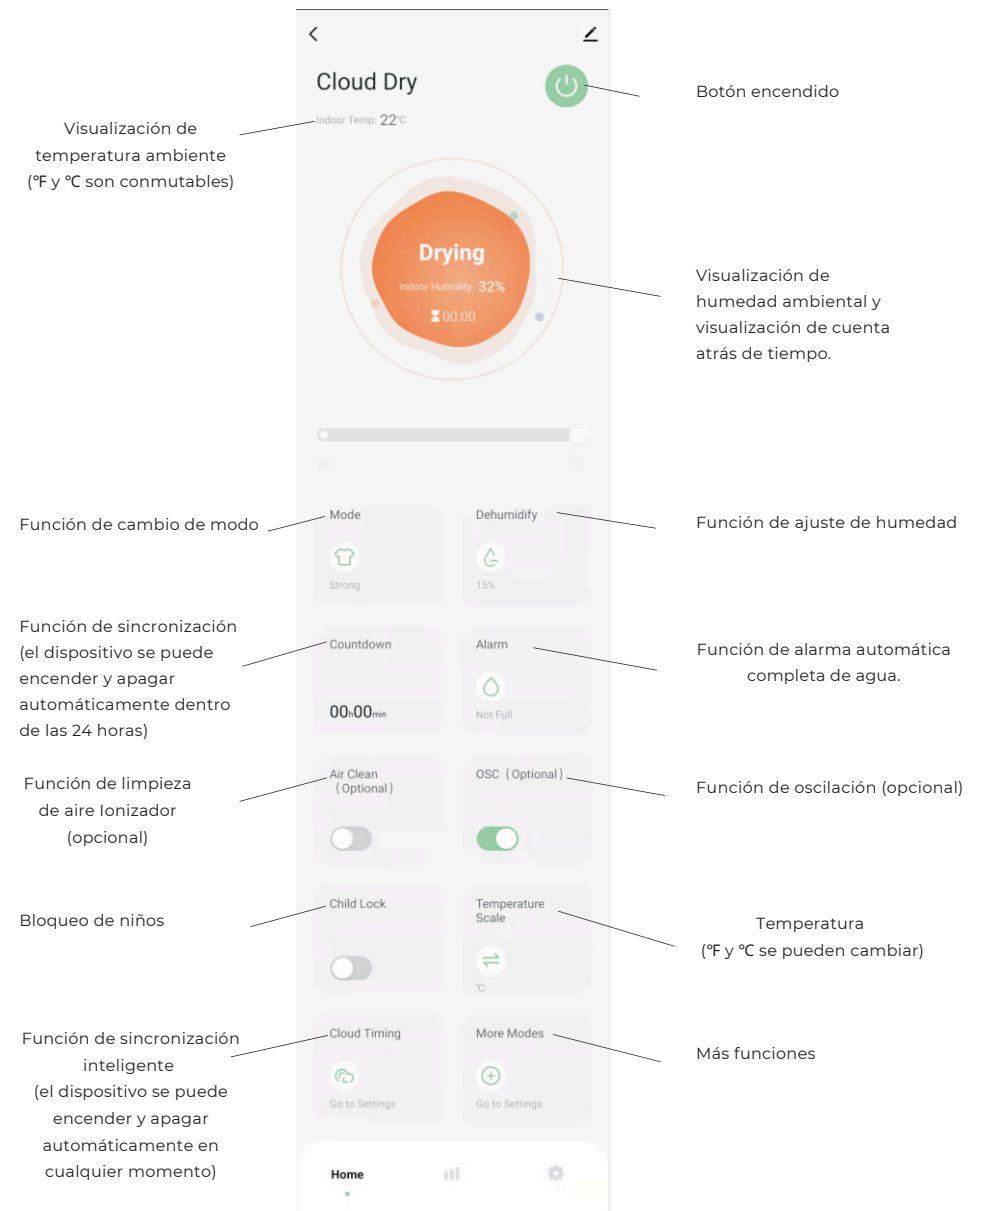 Cloud Dry
Indoor Temp: 22℃
Botón encendido
Visualización de
temperatura ambiente
(℉ y ℃ son conmutables)
Drying
Indoor Humidity 32%
00:00
Visualización de
humedad ambiental y
visualización de cuenta
atrás de tiempo.
Función de cambio de modo
Mode
Strong
Dehumidify
15%
Función de ajuste de humedad
Función de sincronización
(el dispositivo se puede
encender y apagar
automáticamente dentro
de las 24 horas)
Countdown
00h00min
Alarm
Not Full
Función de alarma automática
completa de agua.
Función de limpieza
de aire Ionizador
(opcional)
Air Clean
(Optional)
OSC (Optional)
Función de oscilación (opcional)
Bloqueo de niños
Child Lock
Temperature
Scale
℃
Temperatura
(℉ y ℃ se pueden cambiar)
Función de sincronización
inteligente
(el dispositivo se puede
encender y apagar
automáticamente en
cualquier momento)
Cloud Timing
Go to Settings
More Modes
Go to Settings
Más funciones
Home